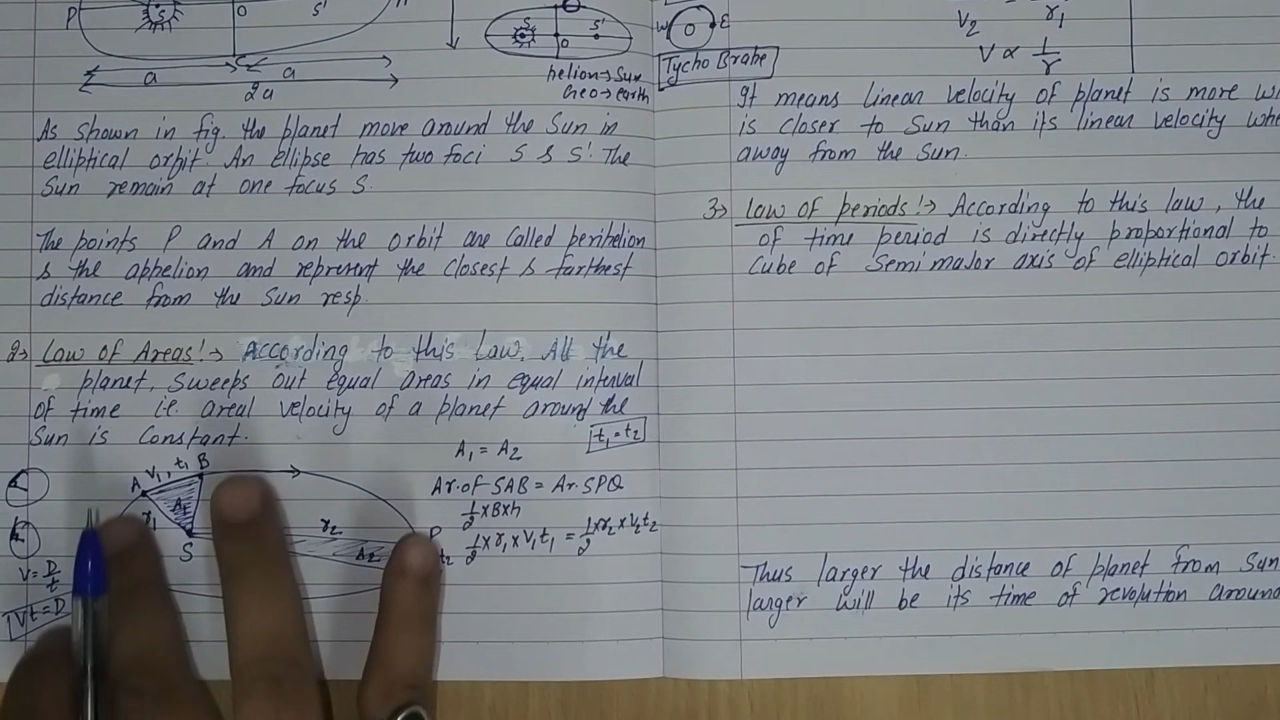 P
S
O
S'
a
a
2a
S
O
S'
helion → Sun
Geo → earth
W
E
Tycho Brahe
As shown in fig. the planet move around the Sun in
elliptical orbit. An ellipse has two foci S & S'. The
Sun remain at one focus S.
The points P and A on the orbit are Called perihelion
& the aphelion and represent the Closest & farthest
distance from the Sun resp.
2→ Law of Areas!→ According to this Law, All the
planet, sweeps out equal areas in equal interval
of time i.e. areal velocity of a planet around the
Sun is Constant.
A₁ = A₂
t₁ = t₂
Ar. of SAB = Ar. SPQ
½ × B × h
½ × r₁ × V₁t₁ = ½ × r₂ × V₂t₂
A
V₁, t₁
B
A₁
r₁
S
r₂
A₂
P
t₂
V = D/t
Vt = D
V₂
r₁
V ∝ 1/r
It means linear velocity of planet is more
is closer to Sun than its linear velocity
away from the Sun.
3→ Law of periods!→ According to this law, the
of time period is directly proportional to
Cube of Semi major axis of elliptical orbit.
Thus larger the distance of planet from Sun
larger will be its time of revolution around